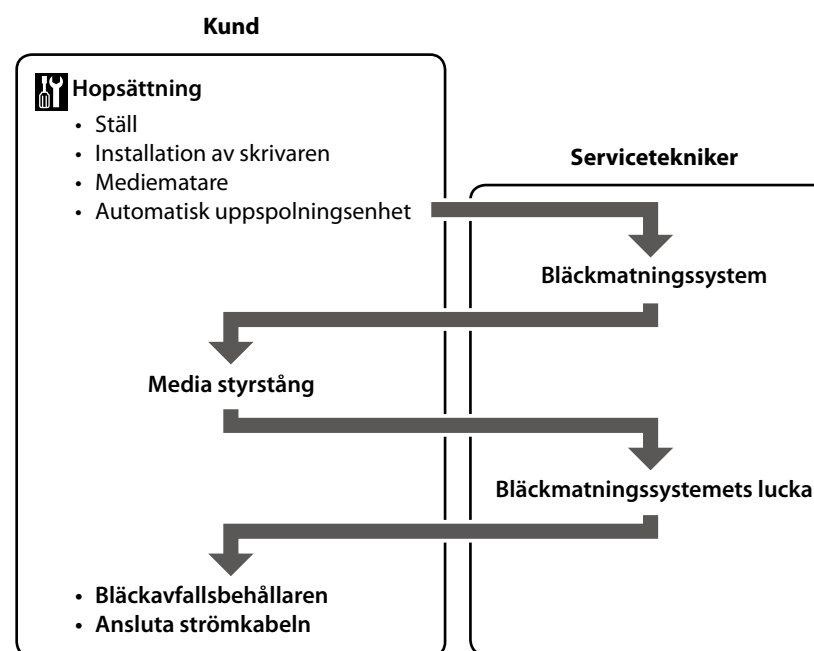 Kund
Hopsättning
• Ställ
• Installation av skrivaren
• Mediematare
• Automatisk uppspolningsenhet
Servicetekniker
Bläckmatningssystem
Media styrstång
Bläckmatningssystemets lucka
• Bläckavfallsbehållaren
• Ansluta strömkabeln